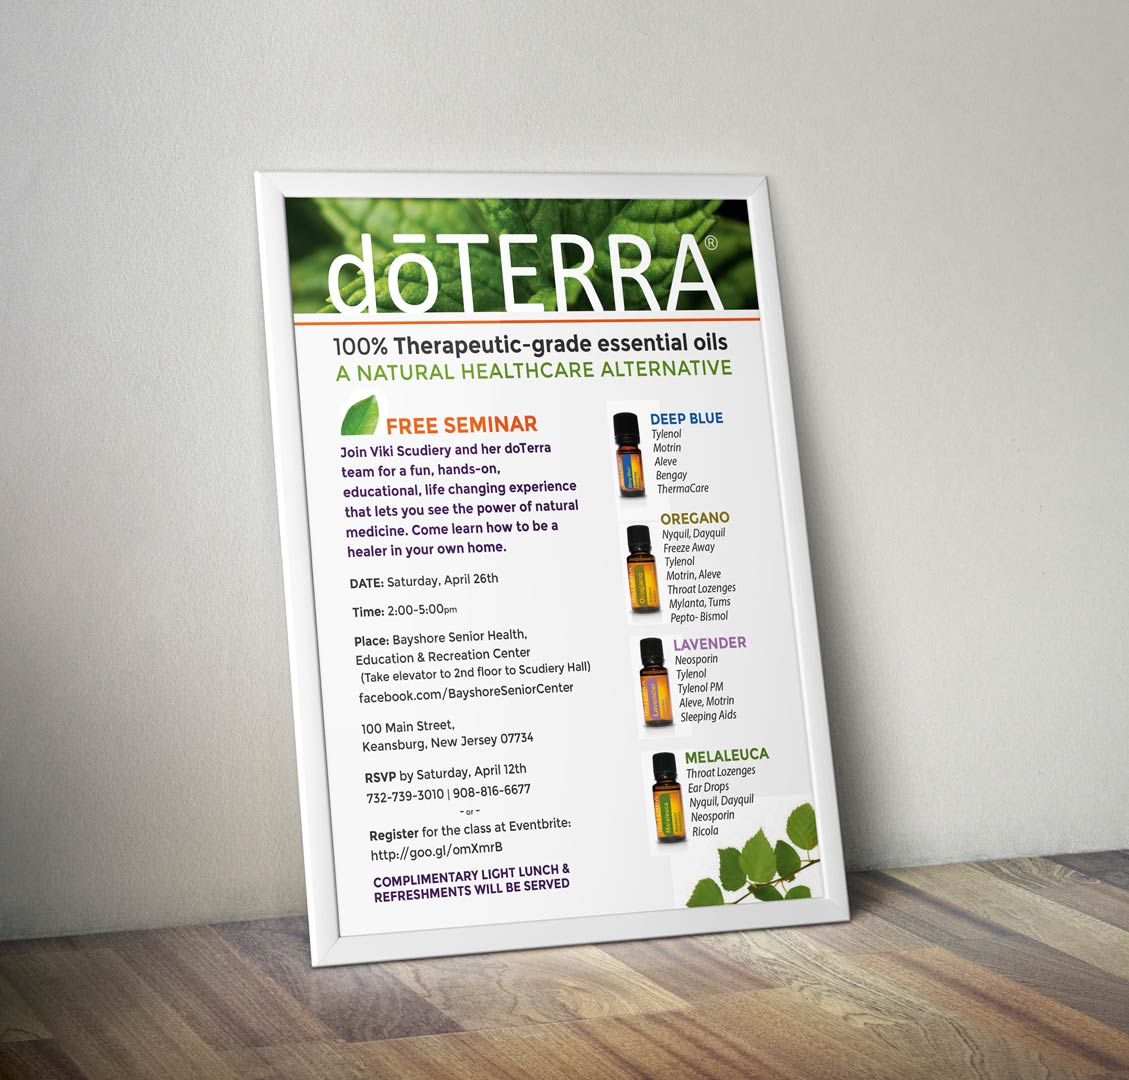 dōTERRA®
100% Therapeutic-grade essential oils
A NATURAL HEALTHCARE ALTERNATIVE
FREE SEMINAR
Join Viki Scudiery and her doTerra
team for a fun, hands-on,
educational, life changing experience
that lets you see the power of natural
medicine. Come learn how to be a
healer in your own home.
DATE: Saturday, April 26th
Time: 2:00-5:00pm
Place: Bayshore Senior Health,
Education & Recreation Center
(Take elevator to 2nd floor to Scudiery Hall)
facebook.com/BayshoreSeniorCenter
100 Main Street,
Keansburg, New Jersey 07734
RSVP by Saturday, April 12th
732-739-3010 | 908-816-6677
- or -
Register for the class at Eventbrite:
http://goo.gl/omXmrB
COMPLIMENTARY LIGHT LUNCH &
REFRESHMENTS WILL BE SERVED
DEEP BLUE
Tylenol
Motrin
Aleve
Bengay
ThermaCare
OREGANO
Nyquil, Dayquil
Freeze Away
Tylenol
Motrin, Aleve
Throat Lozenges
Mylanta, Tums
Pepto- Bismol
Oregano
LAVENDER
Neosporin
Tylenol
Tylenol PM
Aleve, Motrin
Sleeping Aids
Lavender
MELALEUCA
Throat Lozenges
Ear Drops
Nyquil, Dayquil
Neosporin
Ricola
Melaleuca